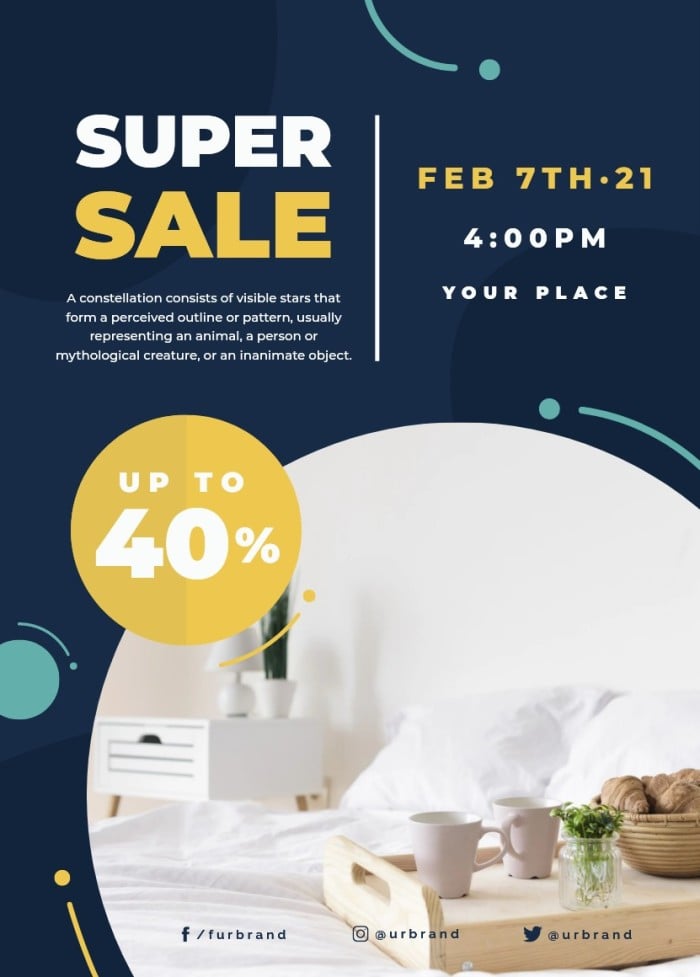 SUPER
SALE
A constellation consists of visible stars that
form a perceived outline or pattern, usually
representing an animal, a person or
mythological creature, or an inanimate object.
FEB 7TH•21
4:00PM
YOUR PLACE
UP TO
40%
/furbrand
@urbrand
@urbrand